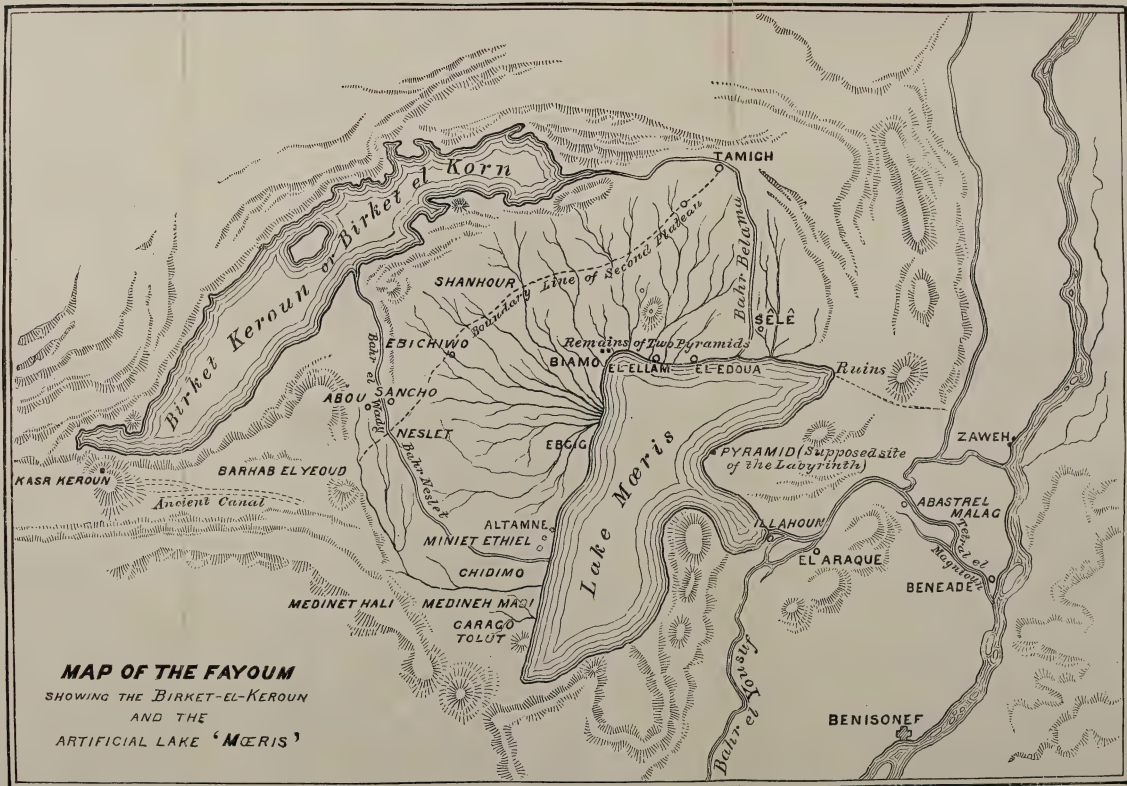 TAMICH
Birket Keroun or Birket el-Korn
Boundary Line of Second Plateau
Bahr Belama
SHANHOUR
SÊLÊ
EBICHIWO
Remains of Two Pyramids
BIAMO
EL-ELLAM
EL-EDOUA
Ruins
Bahr el Wady
ABOU
SANCHO
NESLET
EBGIG
Lake Mœris
ZAWEH
PYRAMID (Supposed site
of the Labyrinth)
KASR KEROUN
BARHAB EL YEOUD
Ancient Canal
Bahr Neslet
ABASTREL
MALAG
ALTAMNE
MINIET ETHIEL
ILLAHOUN
EL ARAQUE
CHIDIMO
BENEADE
MEDINET HALI
MEDINEH MADI
GARAGO
TOLUT
Bahr el Yousuf
BENISONEF
MAP OF THE FAYOUM
SHOWING THE BIRKET-EL-KEROUN
AND THE
ARTIFICIAL LAKE 'MŒRIS'